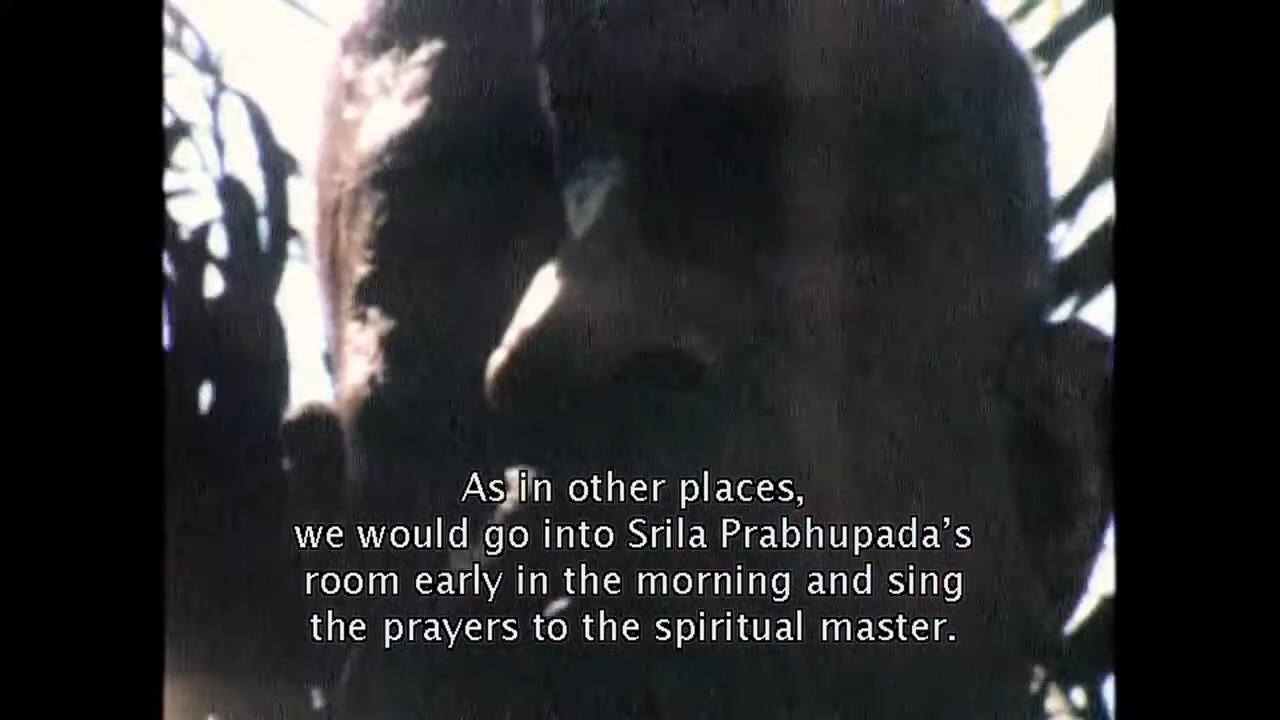 As in other places,
we would go into Srila Prabhupada’s
room early in the morning and sing
the prayers to the spiritual master.